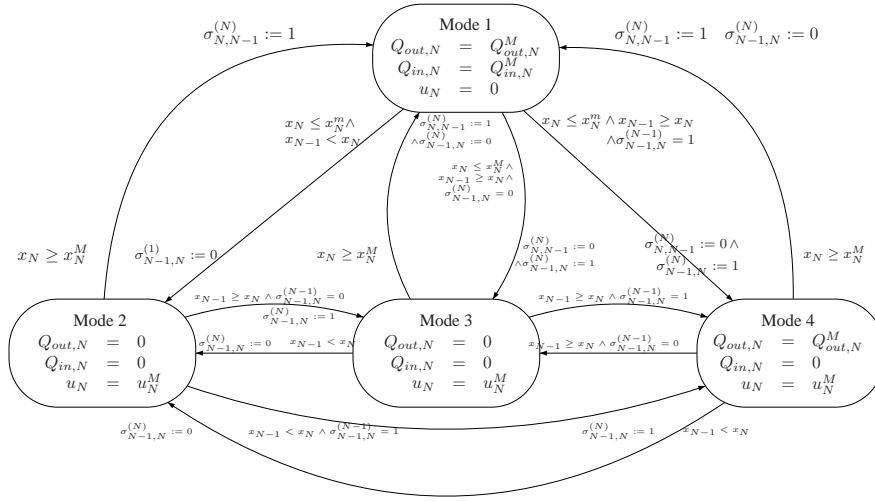 Mode 1
Q_{out,N} = Q^M_{out,N}
Q_{in,N} = Q^M_{in,N}
u_N = 0
σ^{(N)}_{N,N−1} := 1
σ^{(N)}_{N,N−1} := 1 σ^{(N)}_{N−1,N} := 0
x_N ≤ x^m_N ∧
x_{N−1} < x_N
σ^{(N)}_{N,N−1} := 1
∧σ^{(N)}_{N−1,N} := 0
x_N ≤ x^m_N ∧ x_{N−1} ≥ x_N
∧σ^{(N−1)}_{N−1,N} = 1
x_N ≤ x^M_N ∧
x_{N−1} ≥ x_N ∧
σ^{(N)}_{N−1,N} = 0
x_N ≥ x^M_N
σ^{(1)}_{N−1,N} := 0
x_N ≥ x^M_N
σ^{(N)}_{N,N−1} := 0
∧σ^{(N)}_{N−1,N} := 1
σ^{(N)}_{N,N−1} := 0 ∧
σ^{(N)}_{N−1,N} := 1
x_N ≥ x^M_N
x_{N−1} ≥ x_N ∧ σ^{(N−1)}_{N−1,N} = 0
σ^{(N)}_{N−1,N} := 1
x_{N−1} ≥ x_N ∧ σ^{(N−1)}_{N−1,N} = 1
Mode 2
Q_{out,N} = 0
Q_{in,N} = 0
u_N = u^M_N
σ^{(N)}_{N−1,N} := 0 x_{N−1} < x_N
Mode 3
Q_{out,N} = 0
Q_{in,N} = 0
u_N = u^M_N
x_{N−1} ≥ x_N ∧ σ^{(N−1)}_{N−1,N} = 0
Mode 4
Q_{out,N} = Q^M_{out,N}
Q_{in,N} = 0
u_N = u^M_N
σ^{(N)}_{N−1,N} := 0 x_{N−1} < x_N ∧ σ^{(N−1)}_{N−1,N} = 1 σ^{(N)}_{N−1,N} := 1 x_{N−1} < x_N